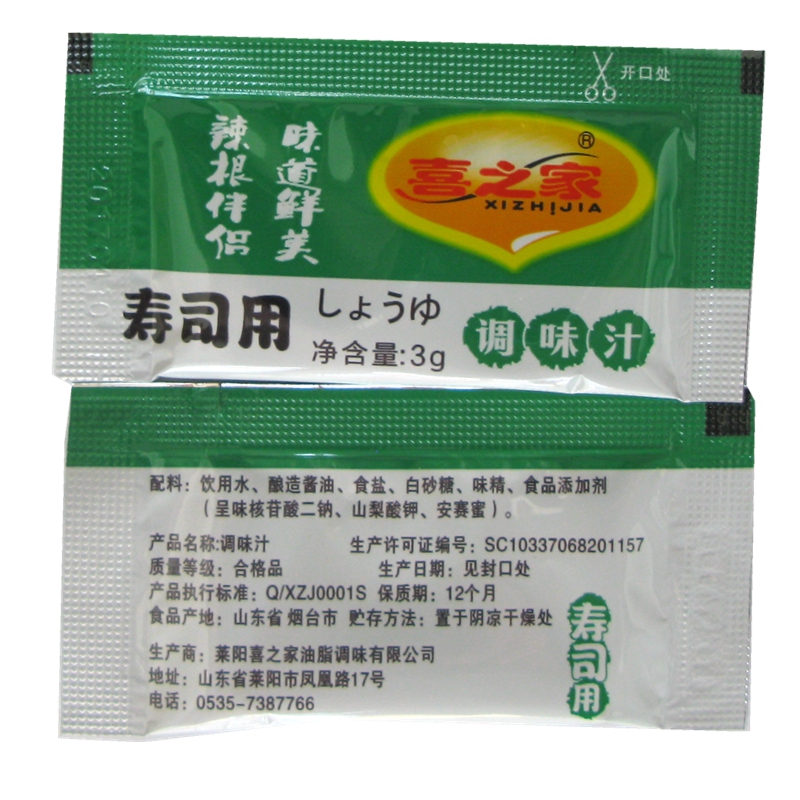 开口处
味道鲜美
辣根伴侣
喜之家®
XIZHIJIA
寿司用
しょうゆ
净含量:3g
调味汁
配料：饮用水、酿造酱油、食盐、白砂糖、味精、食品添加剂
（呈味核苷酸二钠、山梨酸钾、安赛蜜）。
产品名称:调味汁 生产许可证编号：SC10337068201157
质量等级：合格品 生产日期：见封口处
产品执行标准：Q/XZJ0001S 保质期：12个月
食品产地：山东省 烟台市 贮存方法：置于阴凉干燥处
生产商：莱阳喜之家油脂调味有限公司
地址：山东省莱阳市凤凰路17号
电话：0535-7387766
寿司用